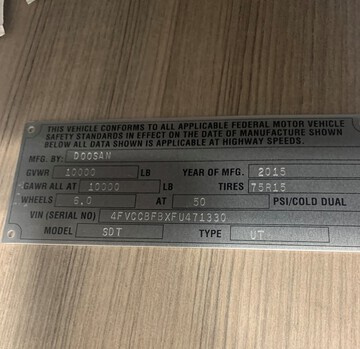 THIS VEHICLE CONFORMS TO ALL APPLICABLE FEDERAL MOTOR VEHICLE
SAFETY STANDARDS IN EFFECT ON THE DATE OF MANUFACTURE SHOWN
BELOW ALL DATA SHOWN IS APPLICABLE AT HIGHWAY SPEEDS.
MFG. BY: DOOSAN
GVWR 10000 LB YEAR OF MFG. 2015
GAWR ALL AT 10000 LB TIRES 75R15
WHEELS 6.0 AT 50 PSI/COLD DUAL
VIN (SERIAL NO) 4FVCC8F8XFU471330
MODEL SDT TYPE UT